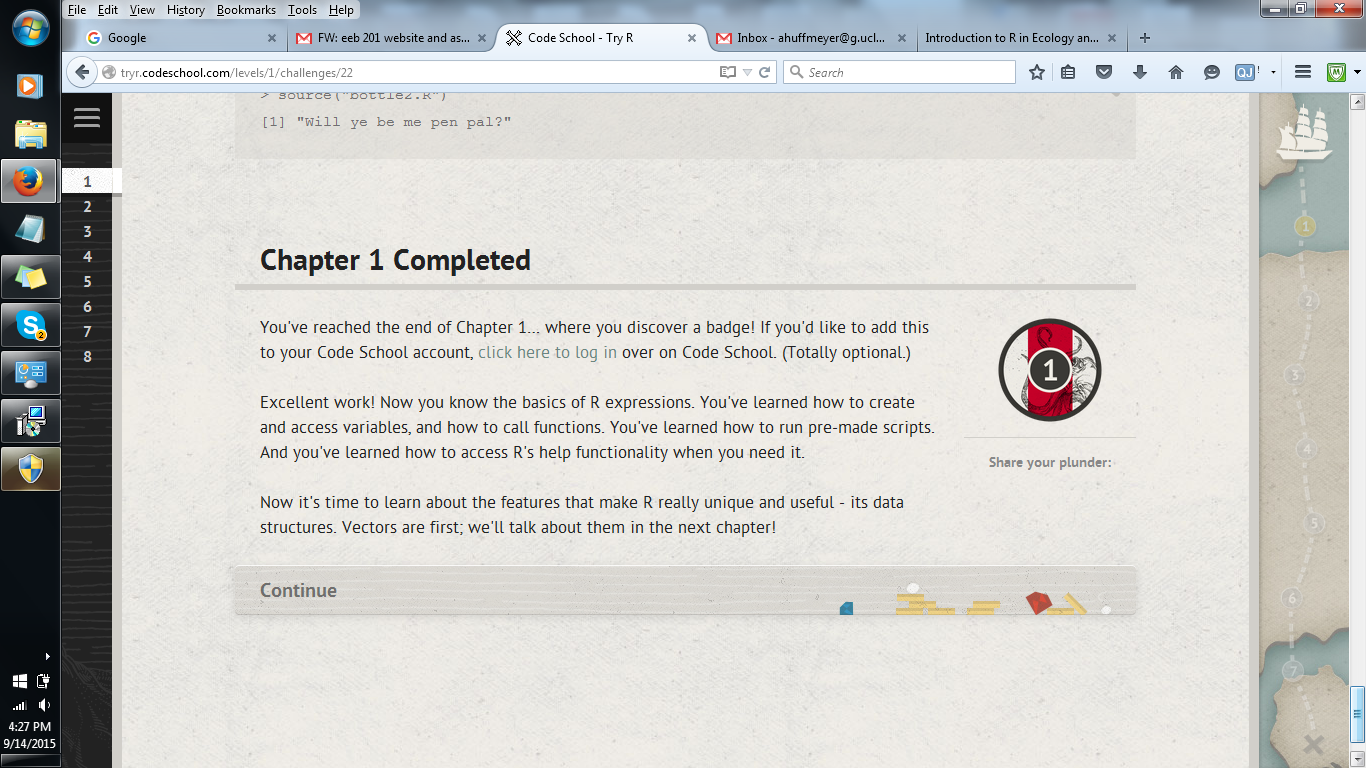 File Edit View History Bookmarks Tools Help
Google
FW: eeb 201 website and as...
Code School - Try R
Inbox - ahuffmeyer@g.ucl...
Introduction to R in Ecology an...
tryr.codeschool.com/levels/1/challenges/22
Search
QJ
> source("bottle2.R")
[1] "Will ye be me pen pal?"
1
2
3
4
5
6
7
8
Chapter 1 Completed
You've reached the end of Chapter 1... where you discover a badge! If you'd like to add this
to your Code School account, click here to log in over on Code School. (Totally optional.)
Excellent work! Now you know the basics of R expressions. You've learned how to create
and access variables, and how to call functions. You've learned how to run pre-made scripts.
And you've learned how to access R's help functionality when you need it.
Now it's time to learn about the features that make R really unique and useful - its data
structures. Vectors are first; we'll talk about them in the next chapter!
1
Share your plunder:
Continue
1
2
3
4
5
6
7
S
2
4:27 PM
9/14/2015